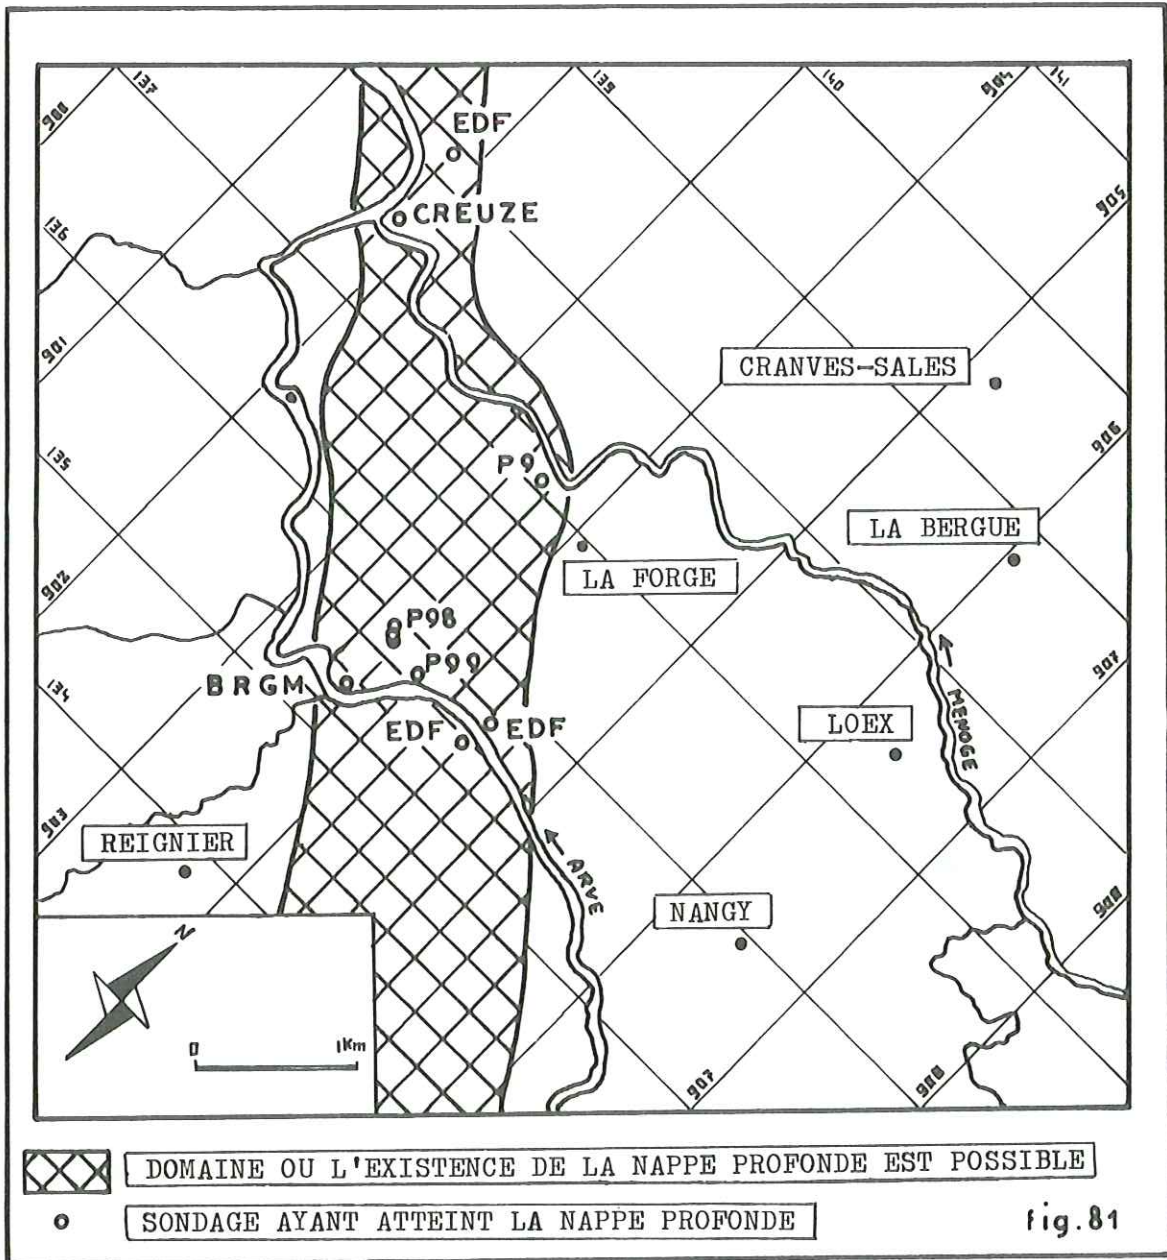 137
139
140
904
141
900
EDF
905
136
CREUZE
901
CRANVES-SALES
906
135
P9
LA BERGUE
LA FORGE
902
P98
907
P99
134
BRGM
EDF
EDF
LOEX
MENOGE
903
REIGNIER
ARVE
NANGY
908
N
0
1Km
907
908
DOMAINE OU L'EXISTENCE DE LA NAPPE PROFONDE EST POSSIBLE
SONDAGE AYANT ATTEINT LA NAPPE PROFONDE
fig.81